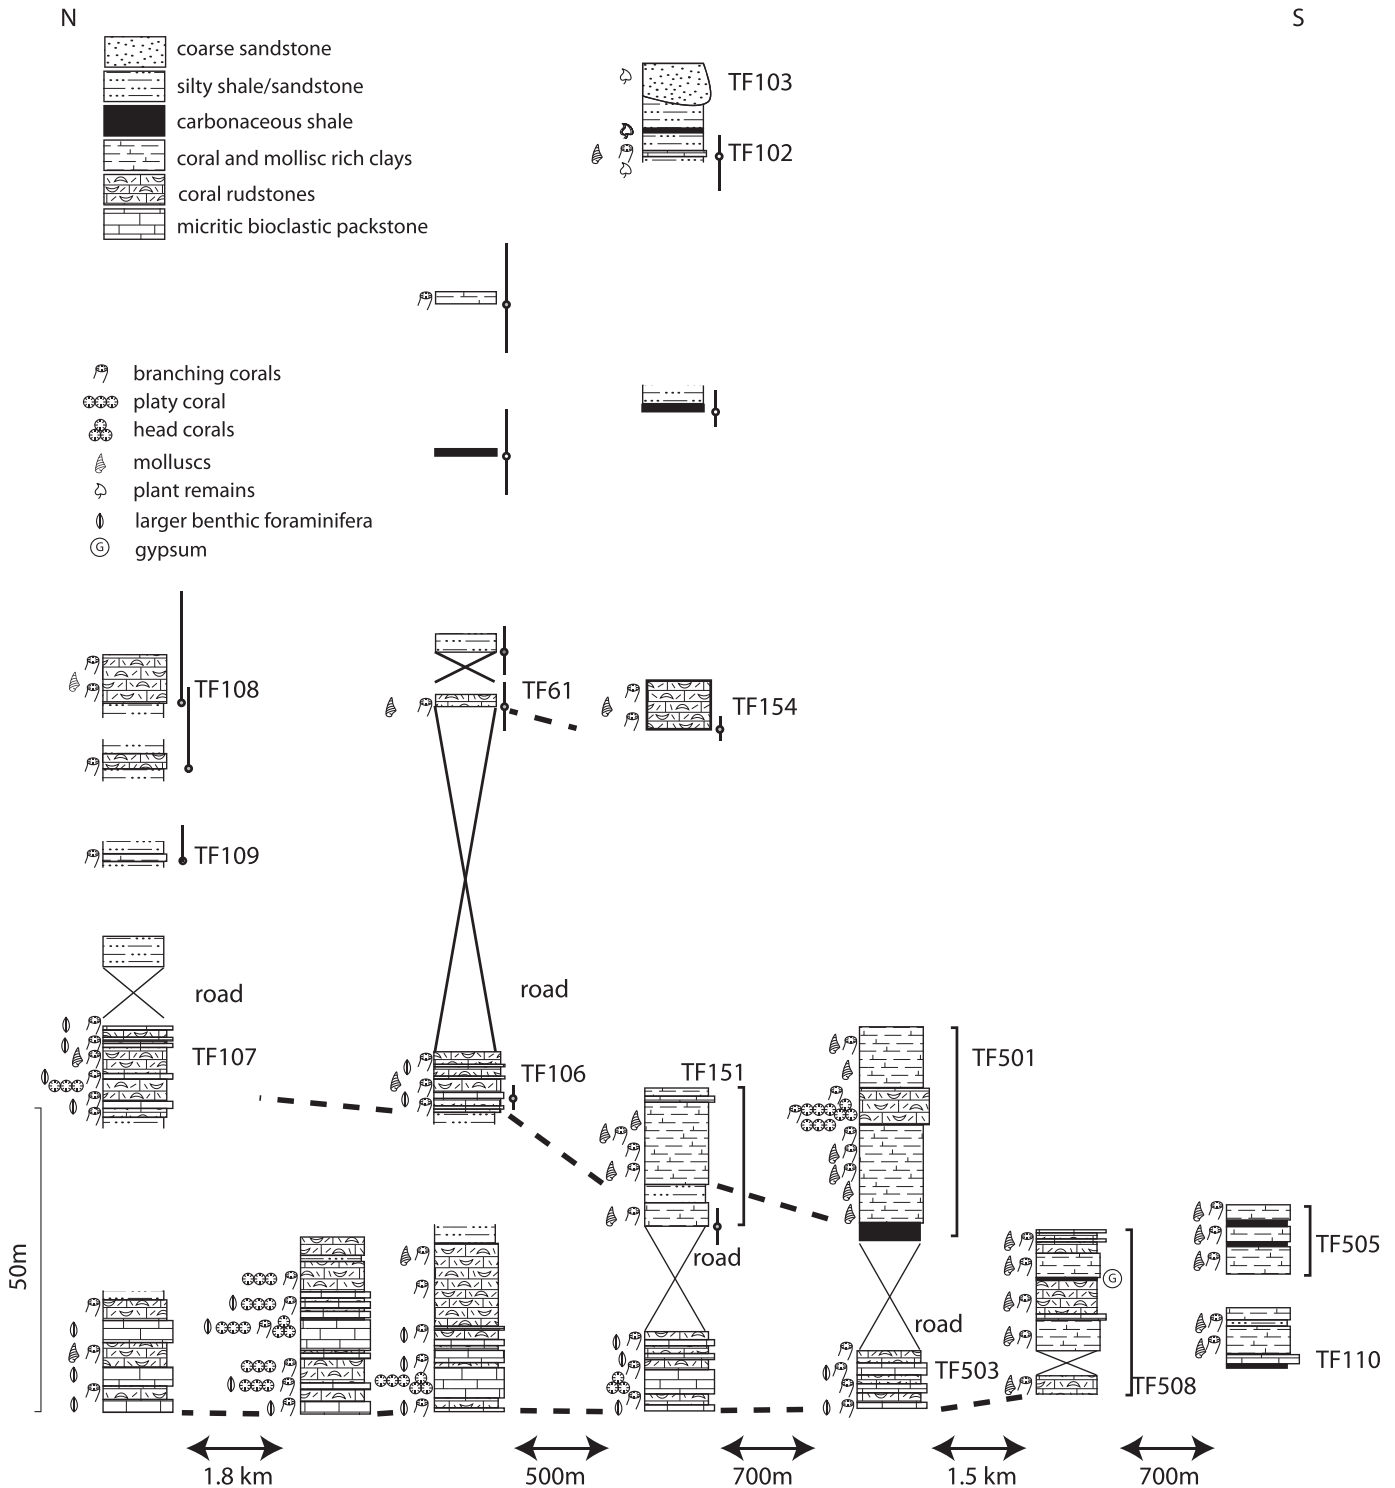 N
S
coarse sandstone
silty shale/sandstone
carbonaceous shale
coral and mollisc rich clays
coral rudstones
micritic bioclastic packstone
TF103
TF102
branching corals
platy coral
head corals
molluscs
plant remains
larger benthic foraminifera
G
gypsum
TF108
TF61
TF154
TF109
road
road
TF107
TF106
TF151
TF501
50m
road
G
TF505
road
TF503
TF508
TF110
1.8 km
500m
700m
1.5 km
700m